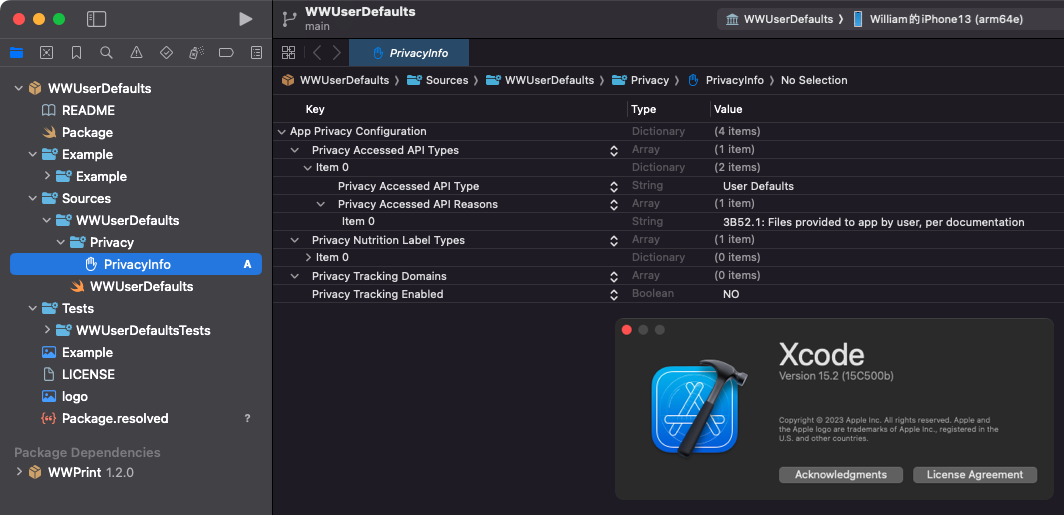 WWUserDefaults
main
WWUserDefaults
William的iPhone13 (arm64e)
PrivacyInfo
WWUserDefaults
Sources
WWUserDefaults
Privacy
PrivacyInfo
No Selection
WWUserDefaults
README
Package
Example
Example
Sources
WWUserDefaults
Privacy
PrivacyInfo A
WWUserDefaults
Tests
WWUserDefaultsTests
Example
LICENSE
logo
Package.resolved ?
Package Dependencies
WWPrint 1.2.0
Key Type Value
App Privacy Configuration Dictionary (4 items)
Privacy Accessed API Types Array (1 item)
Item 0 Dictionary (2 items)
Privacy Accessed API Type String User Defaults
Privacy Accessed API Reasons Array (1 item)
Item 0 String 3B52.1: Files provided to app by user, per documentation
Privacy Nutrition Label Types Array (1 item)
Item 0 Dictionary (0 items)
Privacy Tracking Domains Array (0 items)
Privacy Tracking Enabled Boolean NO
Xcode
Version 15.2 (15C500b)
Copyright © 2023 Apple Inc. All rights reserved. Apple and
the Apple logo are trademarks of Apple Inc., registered in the
U.S. and other countries.
Acknowledgments
License Agreement